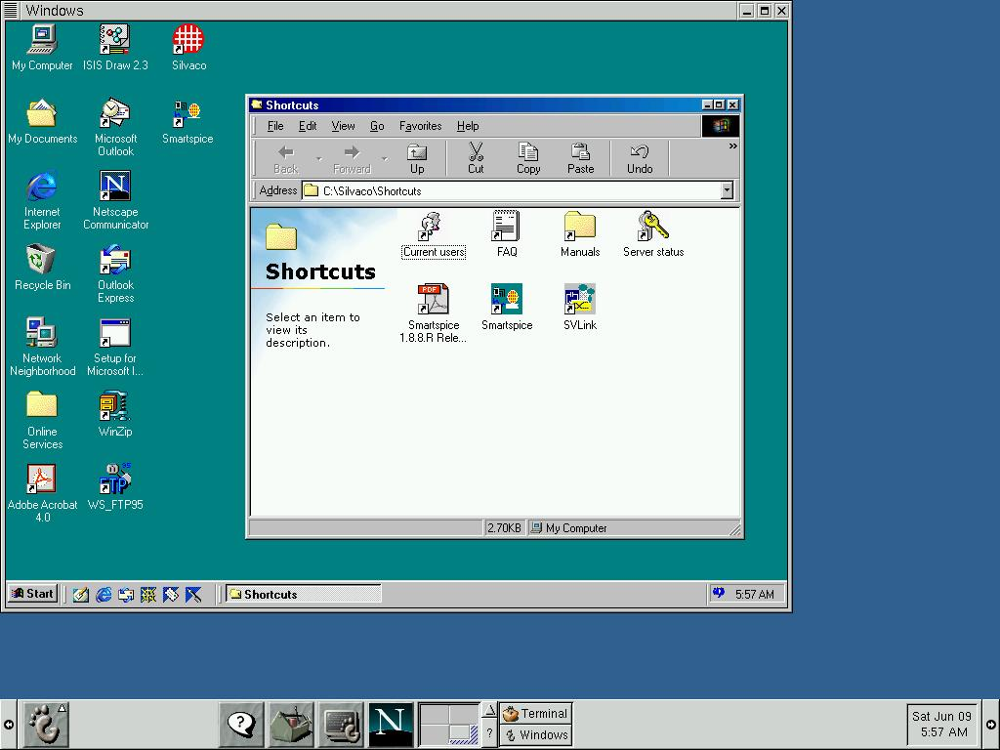 Windows
My Computer
ISIS Draw 2.3
Silvaco
My Documents
Microsoft
Outlook
Smartspice
Internet
Explorer
Netscape
Communicator
Recycle Bin
Outlook
Express
Network
Neighborhood
Setup for
Microsoft I...
Online
Services
WinZip
Adobe Acrobat
4.0
WS_FTP95
Shortcuts
File Edit View Go Favorites Help
Back Forward Up Cut Copy Paste Undo
»
Address C:\Silvaco\Shortcuts
Shortcuts
Select an item to
view its
description.
Current users
FAQ
Manuals
Server status
PDF
Smartspice
1.8.8.R Rele...
Smartspice
SVLink
2.70KB My Computer
Start Shortcuts 5:57 AM
N
?
Terminal
Windows
Sat Jun 09
5:57 AM